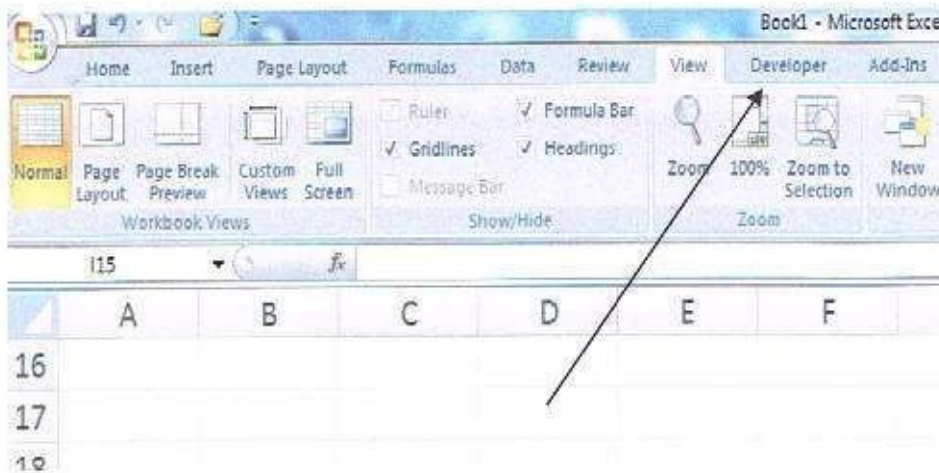 Book1 - Microsoft Exce
Home Insert Page Layout Formulas Data Review View Developer Add-Ins
Ruler ✓ Formula Bar
✓ Gridlines ✓ Headings
Message Bar
Normal Page Layout Page Break Preview Custom Views Full Screen Zoom 100% Zoom to Selection New Window
Workbook Views Show/Hide Zoom
I15 fx
A B C D E F
16
17
18